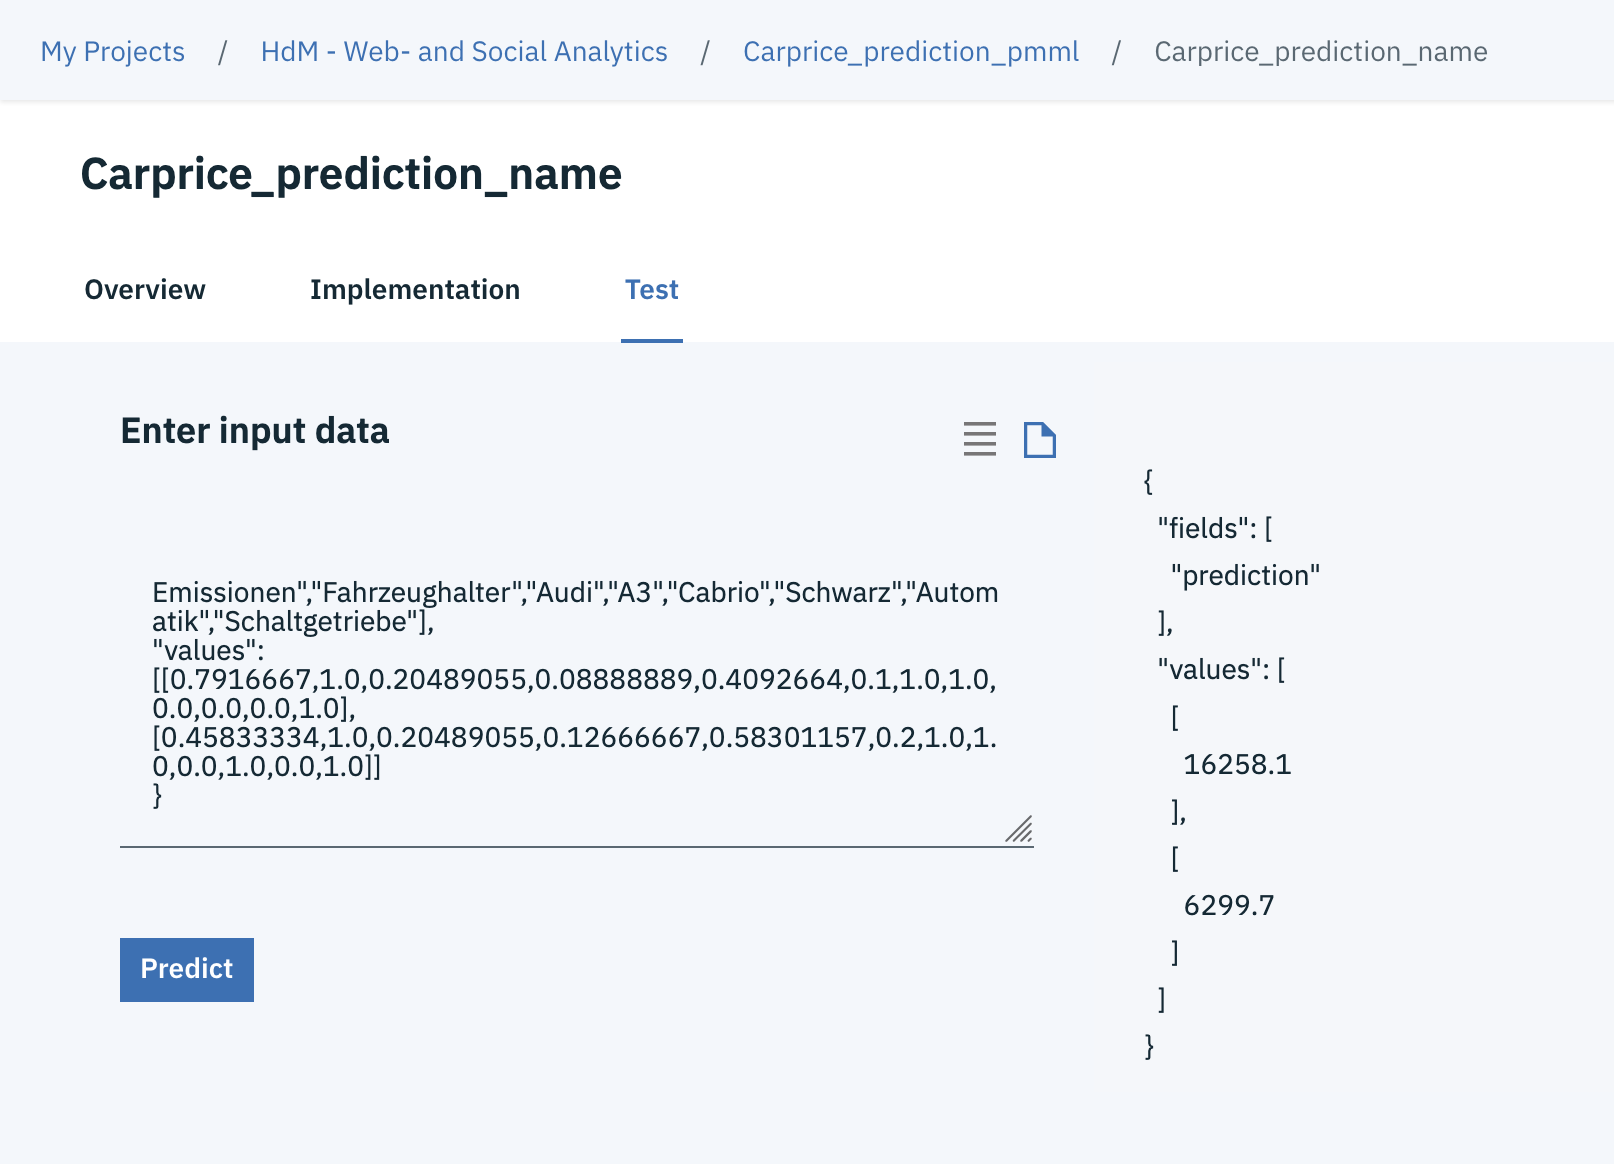 My Projects / HdM - Web- and Social Analytics / Carprice_prediction_pmml / Carprice_prediction_name
Carprice_prediction_name
Overview Implementation Test
Enter input data
Emissionen","Fahrzeughalter","Audi","A3","Cabrio","Schwarz","Autom
atik","Schaltgetriebe"],
"values":
[[0.7916667,1.0,0.20489055,0.08888889,0.4092664,0.1,1.0,1.0,
0.0,0.0,0.0,1.0],
[0.45833334,1.0,0.20489055,0.12666667,0.58301157,0.2,1.0,1.
0,0.0,1.0,0.0,1.0]]
}
Predict
{
"fields": [
"prediction"
],
"values": [
[
16258.1
],
[
6299.7
]
]
}